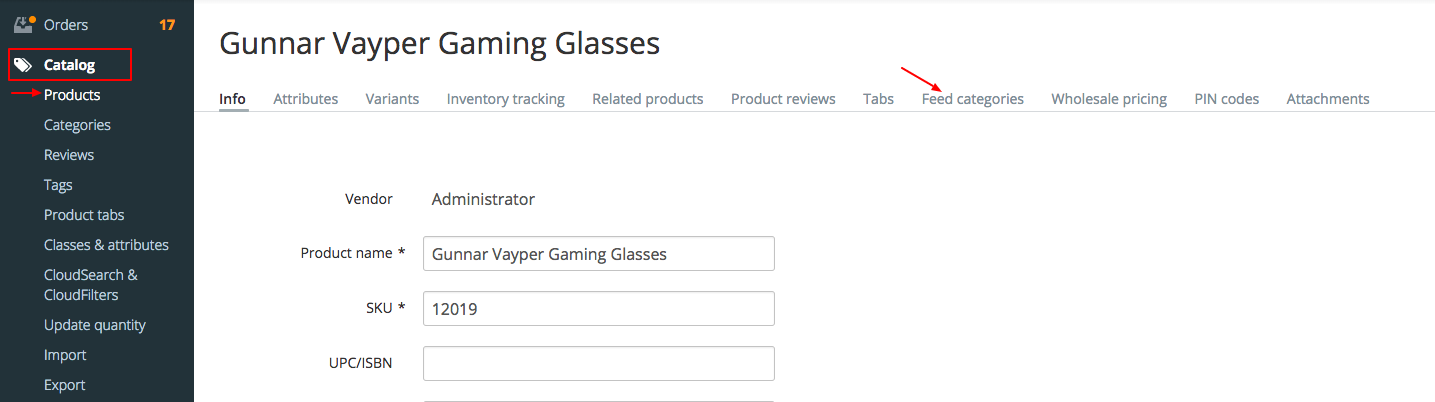 Orders 17
Catalog
Products
Categories
Reviews
Tags
Product tabs
Classes & attributes
CloudSearch &
CloudFilters
Update quantity
Import
Export
Gunnar Vayper Gaming Glasses
Info Attributes Variants Inventory tracking Related products Product reviews Tabs Feed categories Wholesale pricing PIN codes Attachments
Vendor Administrator
Product name * Gunnar Vayper Gaming Glasses
SKU * 12019
UPC/ISBN